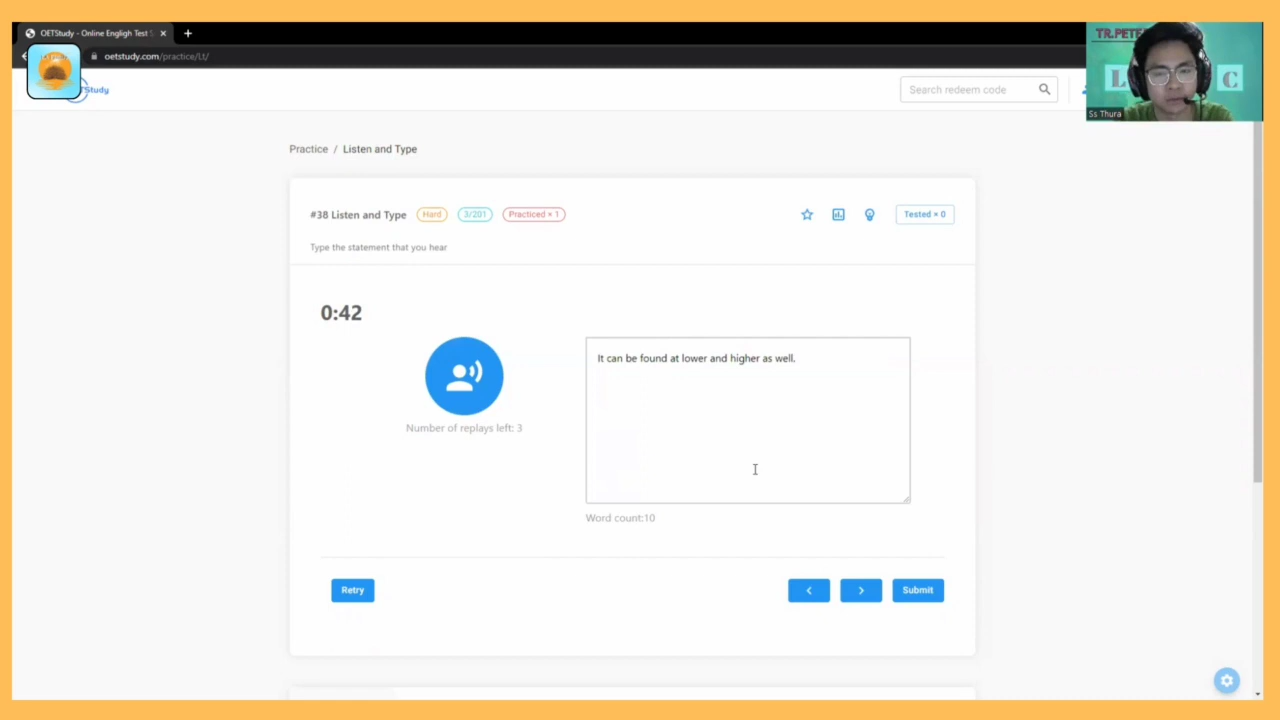 OETStudy - Online Engligh Test
oetstudy.com/practice/Lt/
Study
Search redeem code
TR.PETE
L C
Ss Thura
Practice / Listen and Type
#38 Listen and Type Hard 3/201 Practiced × 1 Tested × 0
Type the statement that you hear
0:42
It can be found at lower and higher as well.
Number of replays left: 3
Word count:10
Retry < > Submit